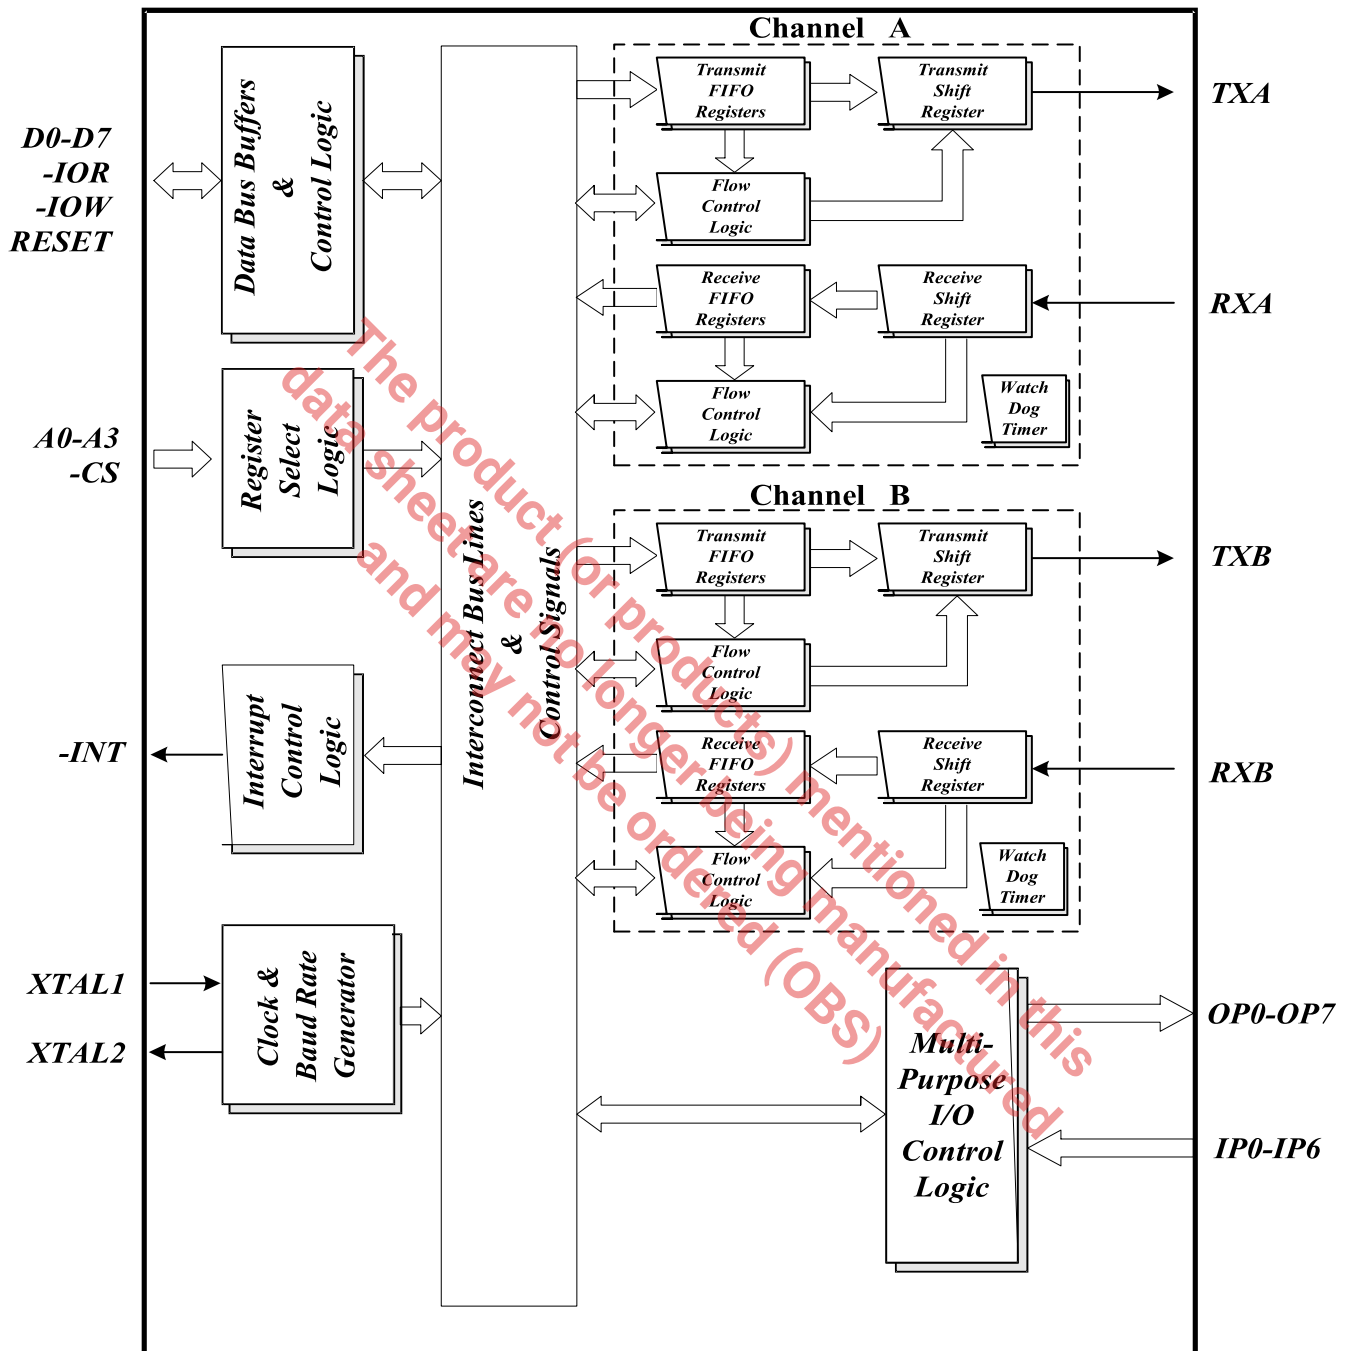 D0-D7
-IOR
-IOW
RESET
A0-A3
-CS
-INT
XTAL1
XTAL2
Data Bus Buffers
&
Control Logic
Register
Select
Logic
Interrupt
Control
Logic
Clock &
Baud Rate
Generator
Interconnect Bus Lines
&
Control Signals
Channel A
Transmit
FIFO
Registers
Transmit
Shift
Register
Flow
Control
Logic
Receive
FIFO
Registers
Receive
Shift
Register
Flow
Control
Logic
Watch
Dog
Timer
Channel B
Transmit
FIFO
Registers
Transmit
Shift
Register
Flow
Control
Logic
Receive
FIFO
Registers
Receive
Shift
Register
Flow
Control
Logic
Watch
Dog
Timer
Multi-
Purpose
I/O
Control
Logic
TXA
RXA
TXB
RXB
OP0-OP7
IP0-IP6
The product (or products) mentioned in this
data sheet are no longer being manufactured
and may not be ordered (OBS)